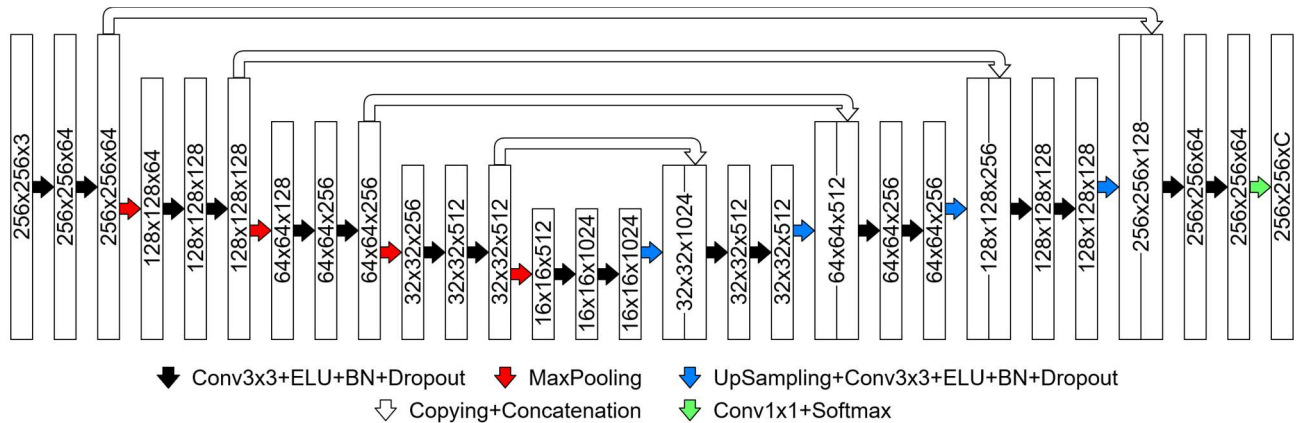 256x256x3
256x256x64
256x256x64
128x128x64
128x128x128
128x128x128
64x64x128
64x64x256
64x64x256
32x32x256
32x32x512
32x32x512
16x16x512
16x16x1024
16x16x1024
32x32x1024
32x32x512
32x32x512
64x64x512
64x64x256
64x64x256
128x128x256
128x128x128
128x128x128
256x256x128
256x256x64
256x256x64
256x256xC
Conv3x3+ELU+BN+Dropout MaxPooling UpSampling+Conv3x3+ELU+BN+Dropout
Copying+Concatenation Conv1x1+Softmax